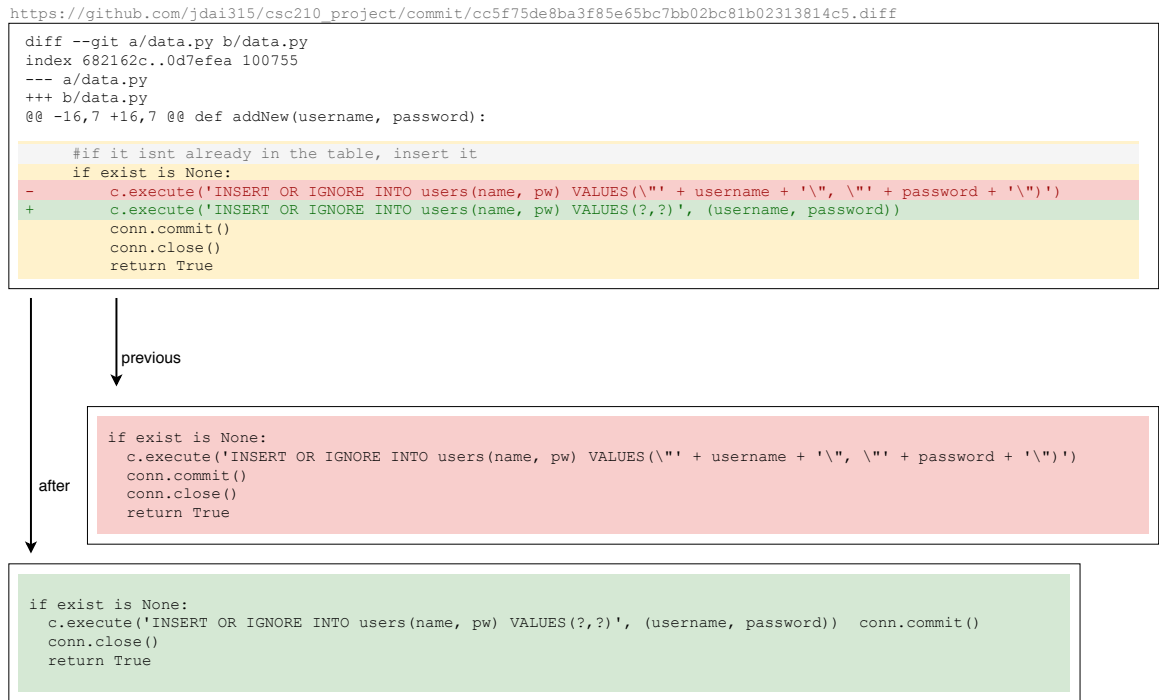 https://github.com/jdai315/csc210_project/commit/cc5f75de8ba3f85e65bc7bb02bc81b02313814c5.diff
diff --git a/data.py b/data.py
index 682162c..0d7efea 100755
--- a/data.py
+++ b/data.py
@@ -16,7 +16,7 @@ def addNew(username, password):
#if it isnt already in the table, insert it
if exist is None:
- c.execute('INSERT OR IGNORE INTO users(name, pw) VALUES(\"' + username + '\", \"' + password + '\")')
+ c.execute('INSERT OR IGNORE INTO users(name, pw) VALUES(?,?)', (username, password))
conn.commit()
conn.close()
return True
previous
if exist is None:
c.execute('INSERT OR IGNORE INTO users(name, pw) VALUES(\"' + username + '\", \"' + password + '\")')
conn.commit()
conn.close()
return True
after
if exist is None:
c.execute('INSERT OR IGNORE INTO users(name, pw) VALUES(?,?)', (username, password))  conn.commit()
conn.close()
return True